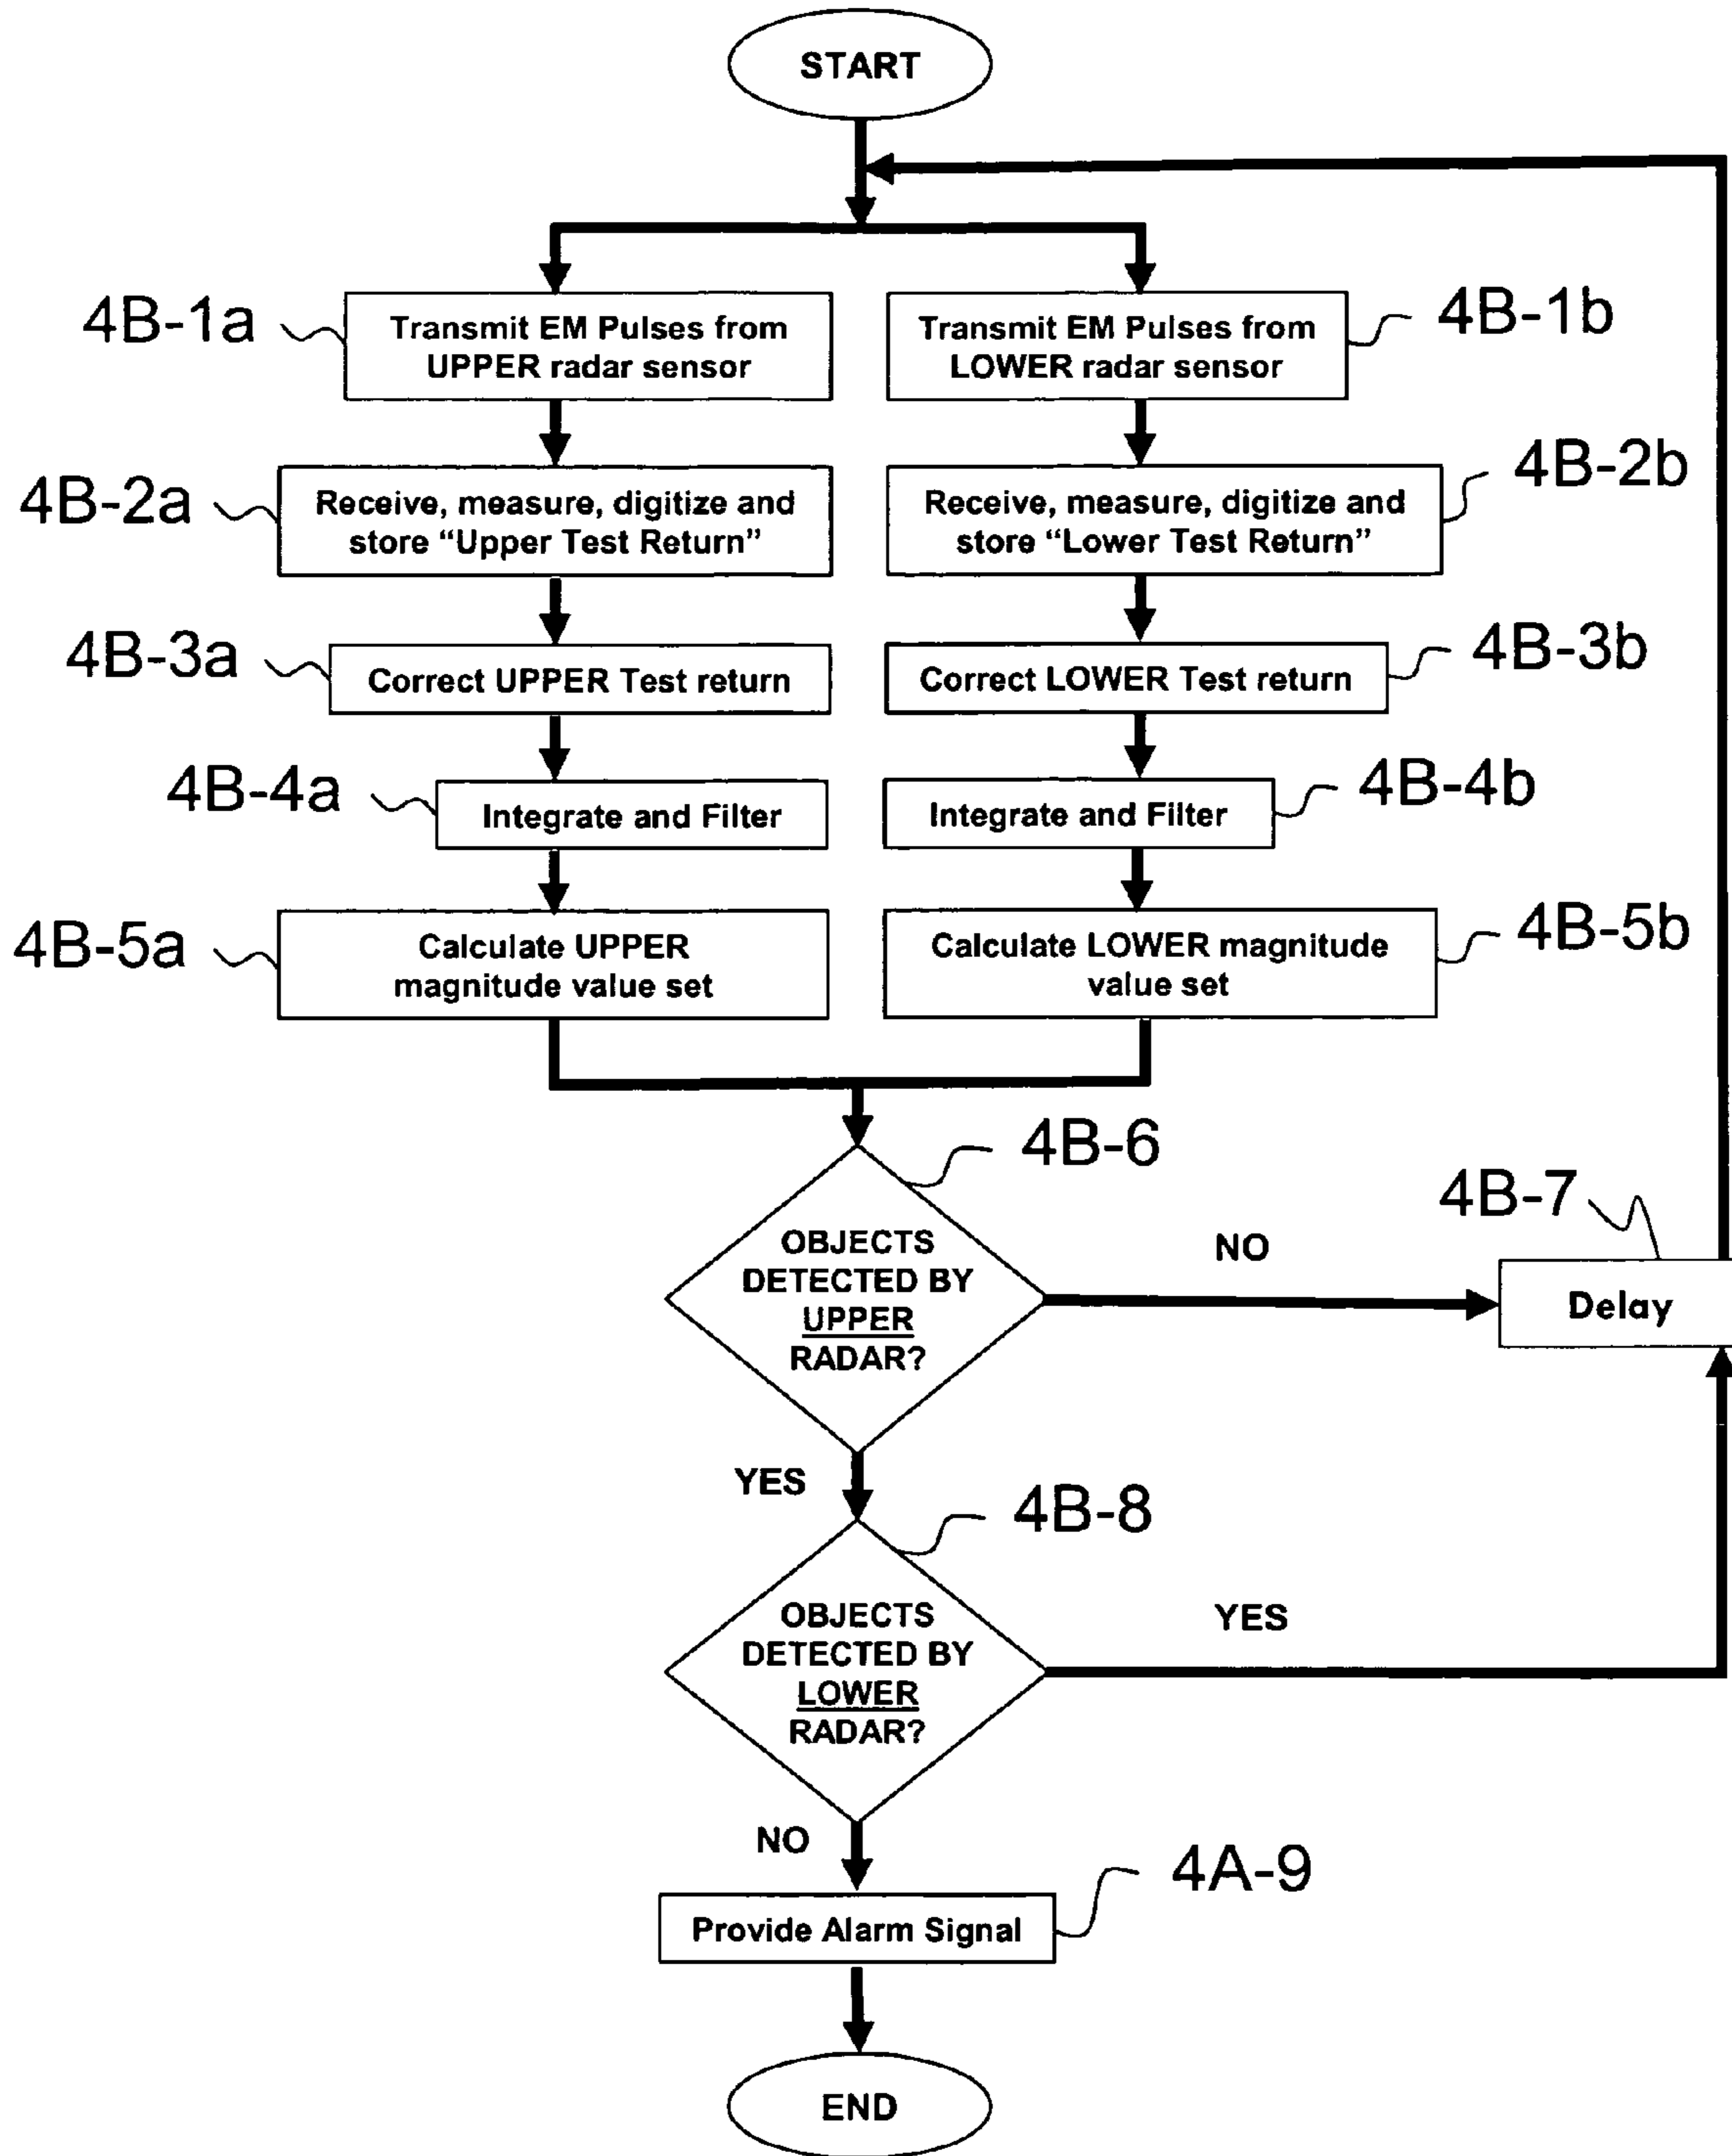 START
4B-1a
Transmit EM Pulses from
UPPER radar sensor
Transmit EM Pulses from
LOWER radar sensor
4B-1b
4B-2a
Receive, measure, digitize and
store “Upper Test Return”
Receive, measure, digitize and
store “Lower Test Return”
4B-2b
4B-3a
Correct UPPER Test return
Correct LOWER Test return
4B-3b
4B-4a
Integrate and Filter
Integrate and Filter
4B-4b
4B-5a
Calculate UPPER
magnitude value set
Calculate LOWER magnitude
value set
4B-5b
4B-6
OBJECTS
DETECTED BY
UPPER
RADAR?
NO
4B-7
Delay
YES
4B-8
OBJECTS
DETECTED BY
LOWER
RADAR?
YES
NO
4A-9
Provide Alarm Signal
END